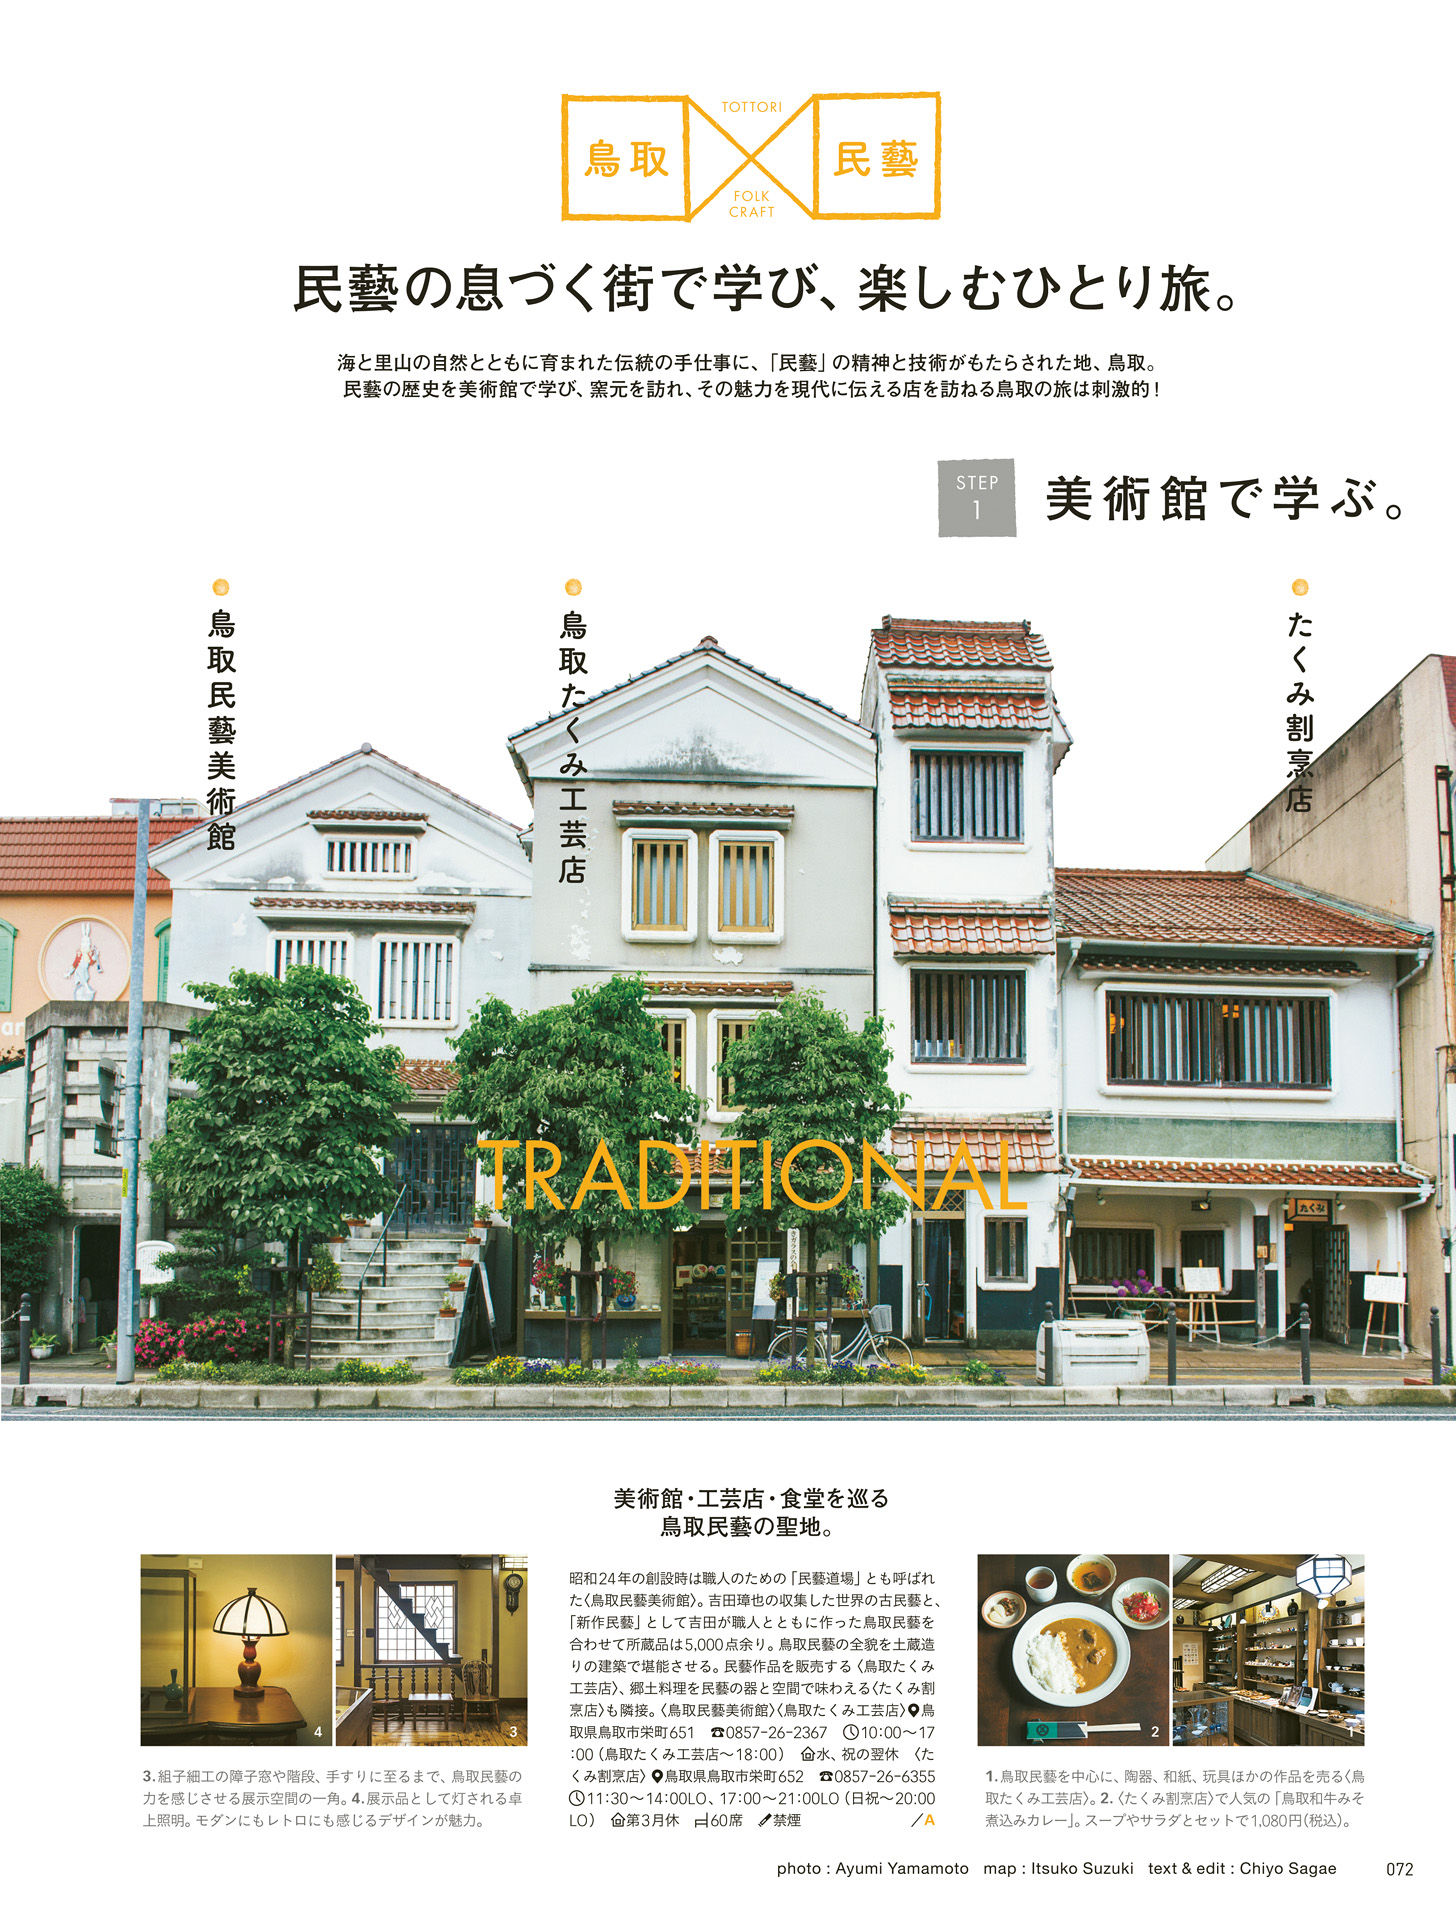 鳥取
TOTTORI
FOLK
CRAFT
民藝
民藝の息づく街で学び、楽しむひとり旅。
海と里山の自然とともに育まれた伝統の手仕事に、「民藝」の精神と技術がもたらされた地、鳥取。
民藝の歴史を美術館で学び、窯元を訪れ、その魅力を現代に伝える店を訪ねる鳥取の旅は刺激的！
STEP
1
美術館で学ぶ。
鳥取民藝美術館
鳥取たくみ工芸店
たくみ割烹店
TRADITIONAL
たくみ
美術館・工芸店・食堂を巡る
鳥取民藝の聖地。
昭和24年の創設時は職人のための「民藝道場」とも呼ばれ
た〈鳥取民藝美術館〉。吉田璋也の収集した世界の古民藝と、
「新作民藝」として吉田が職人とともに作った鳥取民藝を
合わせて所蔵品は5,000点余り。鳥取民藝の全貌を土蔵造
りの建築で堪能させる。民藝作品を販売する〈鳥取たくみ
工芸店〉、郷土料理を民藝の器と空間で味わえる〈たくみ割
烹店〉も隣接。〈鳥取民藝美術館〉〈鳥取たくみ工芸店〉鳥
取県鳥取市栄町651 ☎0857-26-2367 10:00〜17
:00（鳥取たくみ工芸店〜18:00） 水、祝の翌休 〈た
くみ割烹店〉鳥取県鳥取市栄町652 ☎0857-26-6355
11:30〜14:00LO、17:00〜21:00LO（日祝〜20:00
LO） 第3月休 60席 禁煙 ／A
4
3
3.組子細工の障子窓や階段、手すりに至るまで、鳥取民藝の
力を感じさせる展示空間の一角。4.展示品として灯される卓
上照明。モダンにもレトロにも感じるデザインが魅力。
2
1
1.鳥取民藝を中心に、陶器、和紙、玩具ほかの作品を売る〈鳥
取たくみ工芸店〉。2.〈たくみ割烹店〉で人気の「鳥取和牛みそ
煮込みカレー」。スープやサラダとセットで1,080円（税込）。
photo : Ayumi Yamamoto map : Itsuko Suzuki text & edit : Chiyo Sagae
072